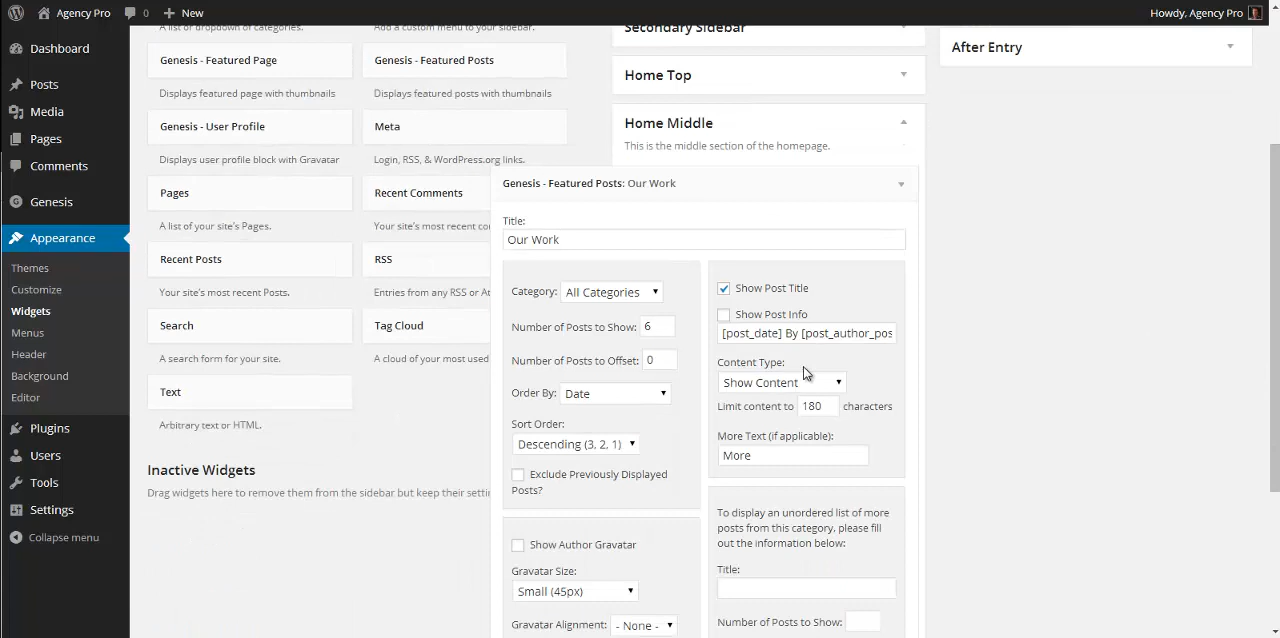 Agency Pro
0
New
Howdy, Agency Pro
Dashboard
Posts
Media
Pages
Comments
Genesis
Appearance
Themes
Customize
Widgets
Menus
Header
Background
Editor
Plugins
Users
Tools
Settings
Collapse menu
A list or dropdown of categories.
Add a custom menu to your sidebar.
Genesis - Featured Page
Genesis - Featured Posts
Displays featured page with thumbnails
Displays featured posts with thumbnails
Genesis - User Profile
Meta
Displays user profile block with Gravatar
Login, RSS, & WordPress.org links.
Pages
Recent Comments
A list of your site's Pages.
Your site's most recent co
Recent Posts
RSS
Your site's most recent Posts.
Entries from any RSS or At
Search
Tag Cloud
A search form for your site.
A cloud of your most used
Text
Arbitrary text or HTML.
Inactive Widgets
Drag widgets here to remove them from the sidebar but keep their setti
Secondary Sidebar
Home Top
Home Middle
This is the middle section of the homepage.
Genesis - Featured Posts: Our Work
Title:
Our Work
Category: All Categories
Number of Posts to Show: 6
Number of Posts to Offset: 0
Order By: Date
Sort Order:
Descending (3, 2, 1)
Exclude Previously Displayed
Posts?
Show Author Gravatar
Gravatar Size:
Small (45px)
Gravatar Alignment: - None -
Show Post Title
Show Post Info
[post_date] By [post_author_pos
Content Type:
Show Content
Limit content to 180 characters
More Text (if applicable):
More
To display an unordered list of more
posts from this category, please fill
out the information below:
Title:
Number of Posts to Show:
After Entry